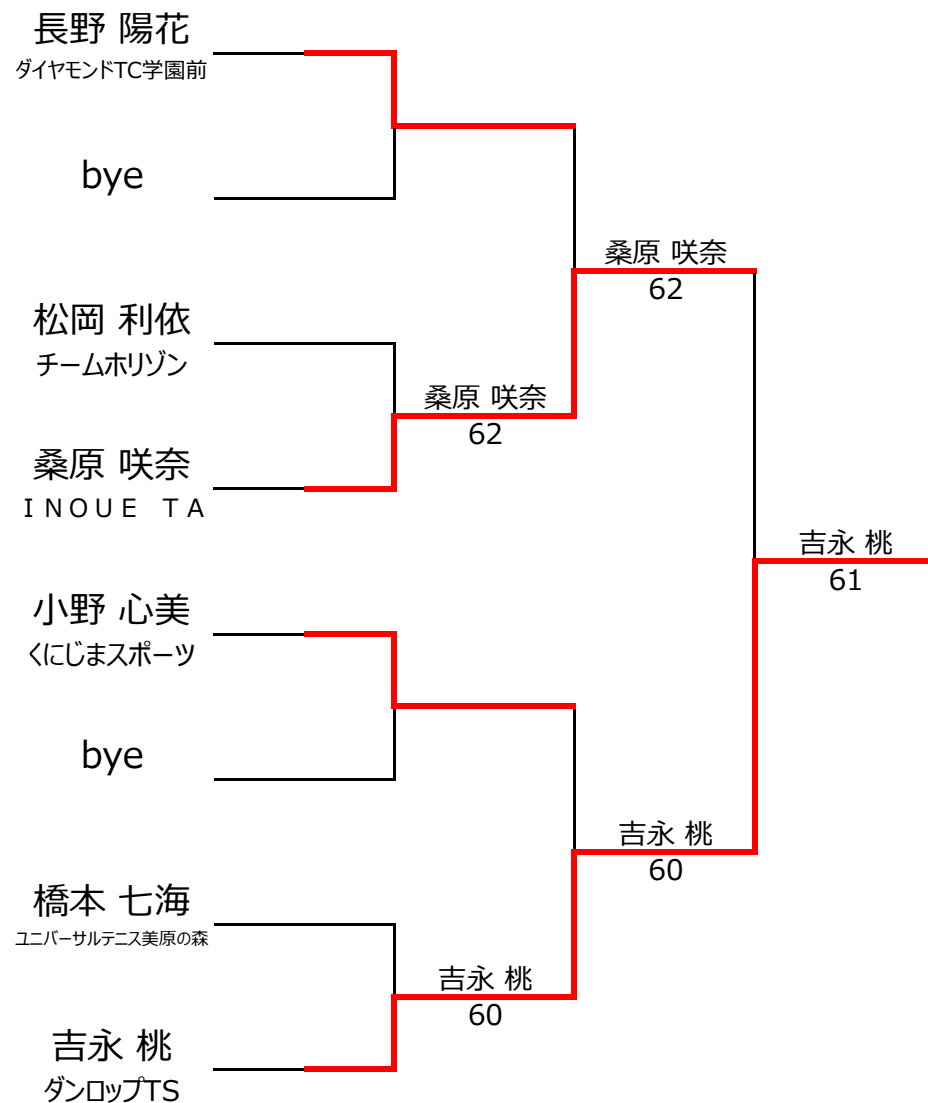 長野 陽花
ダイヤモンドTC学園前
bye
桑原 咲奈
62
松岡 利依
チームホリゾン
桑原 咲奈
62
桑原 咲奈
ＩＮＯＵＥ　ＴＡ
吉永 桃
61
小野 心美
くにじまスポーツ
bye
吉永 桃
60
橋本 七海
ユニバーサルテニス美原の森
吉永 桃
60
吉永 桃
ダンロップTS